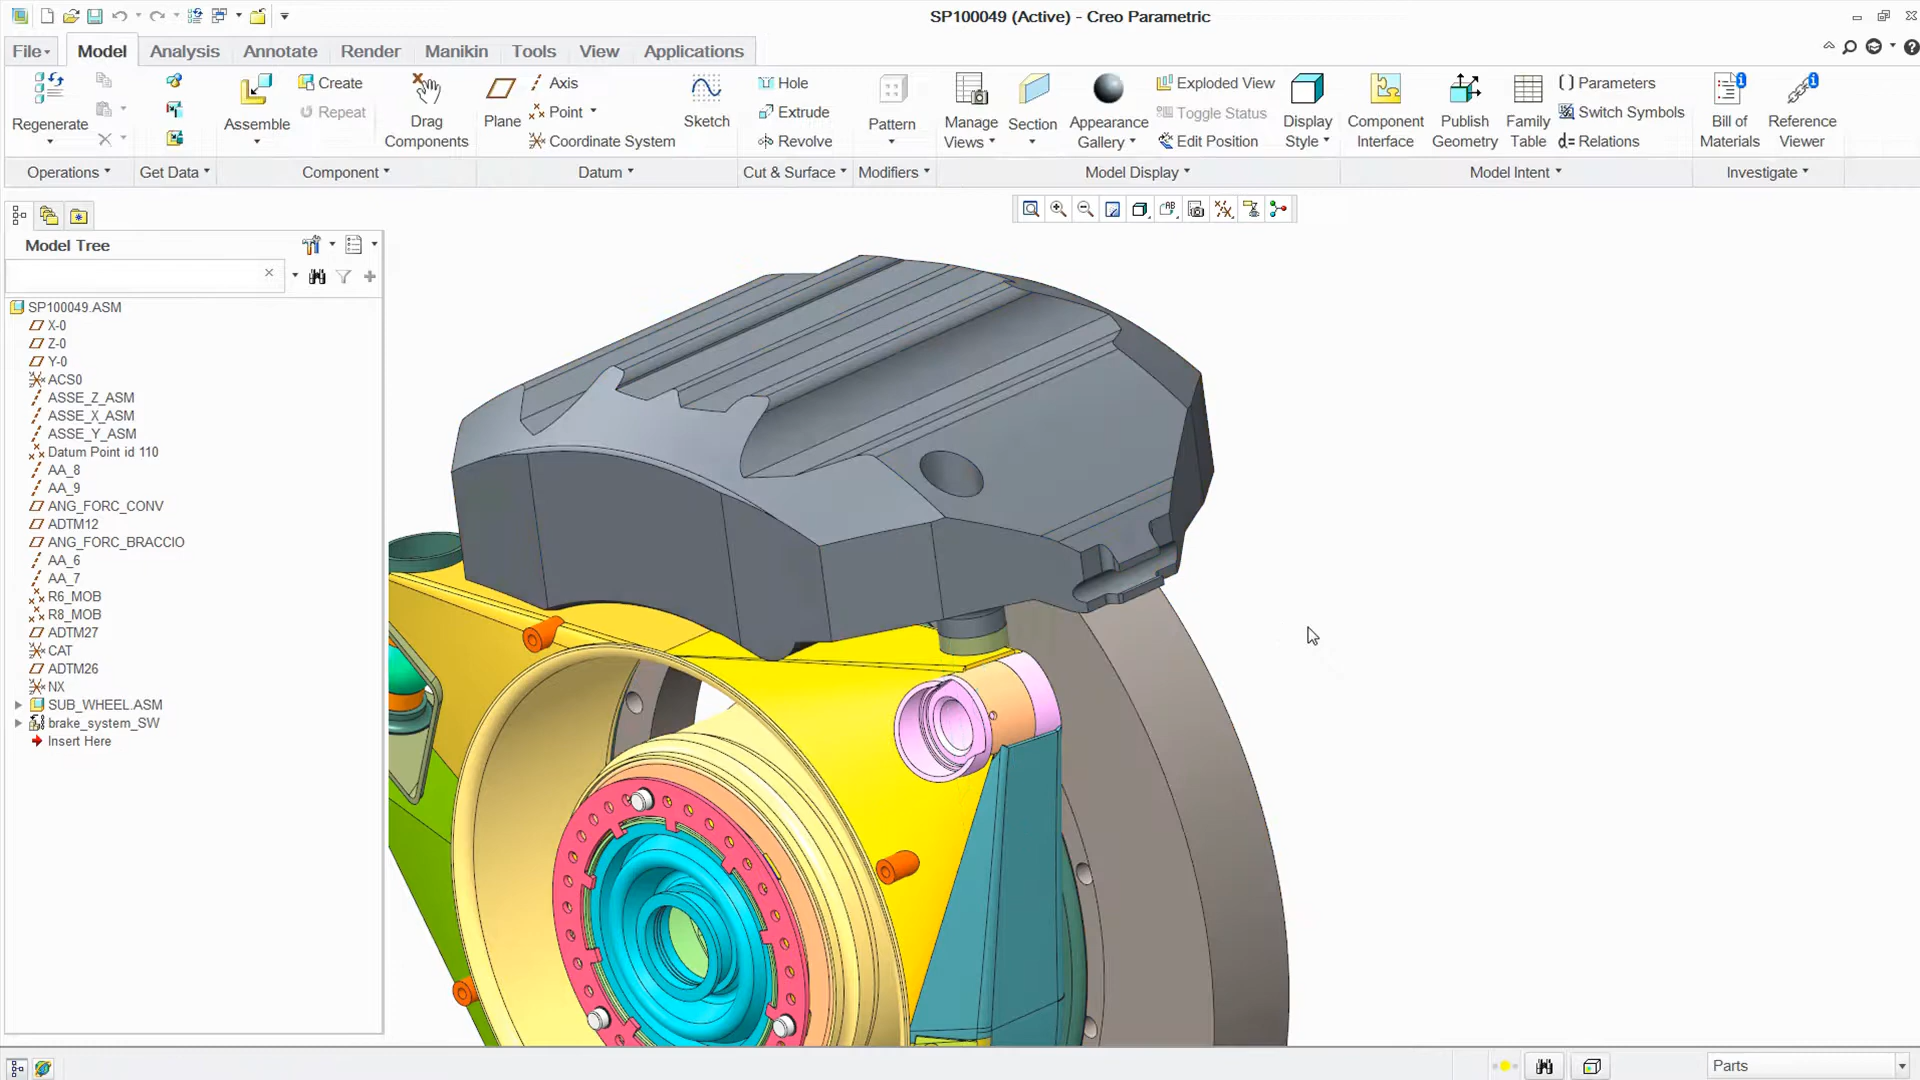 SP100049 (Active) - Creo Parametric
File
Model
Analysis
Annotate
Render
Manikin
Tools
View
Applications
Regenerate
Assemble
Create
Repeat
Drag
Components
Plane
Axis
Point
Coordinate System
Sketch
Hole
Extrude
Revolve
Pattern
Manage
Views
Section
Appearance
Gallery
Exploded View
Toggle Status
Edit Position
Display
Style
Component
Interface
Publish
Geometry
Family
Table
Parameters
Switch Symbols
Relations
Bill of
Materials
Reference
Viewer
Operations
Get Data
Component
Datum
Cut & Surface
Modifiers
Model Display
Model Intent
Investigate
Model Tree
SP100049.ASM
X-0
Z-0
Y-0
ACS0
ASSE_Z_ASM
ASSE_X_ASM
ASSE_Y_ASM
Datum Point id 110
AA_8
AA_9
ANG_FORC_CONV
ADTM12
ANG_FORC_BRACCIO
AA_6
AA_7
R6_MOB
R8_MOB
ADTM27
CAT
ADTM26
NX
SUB_WHEEL.ASM
brake_system_SW
Insert Here
Parts